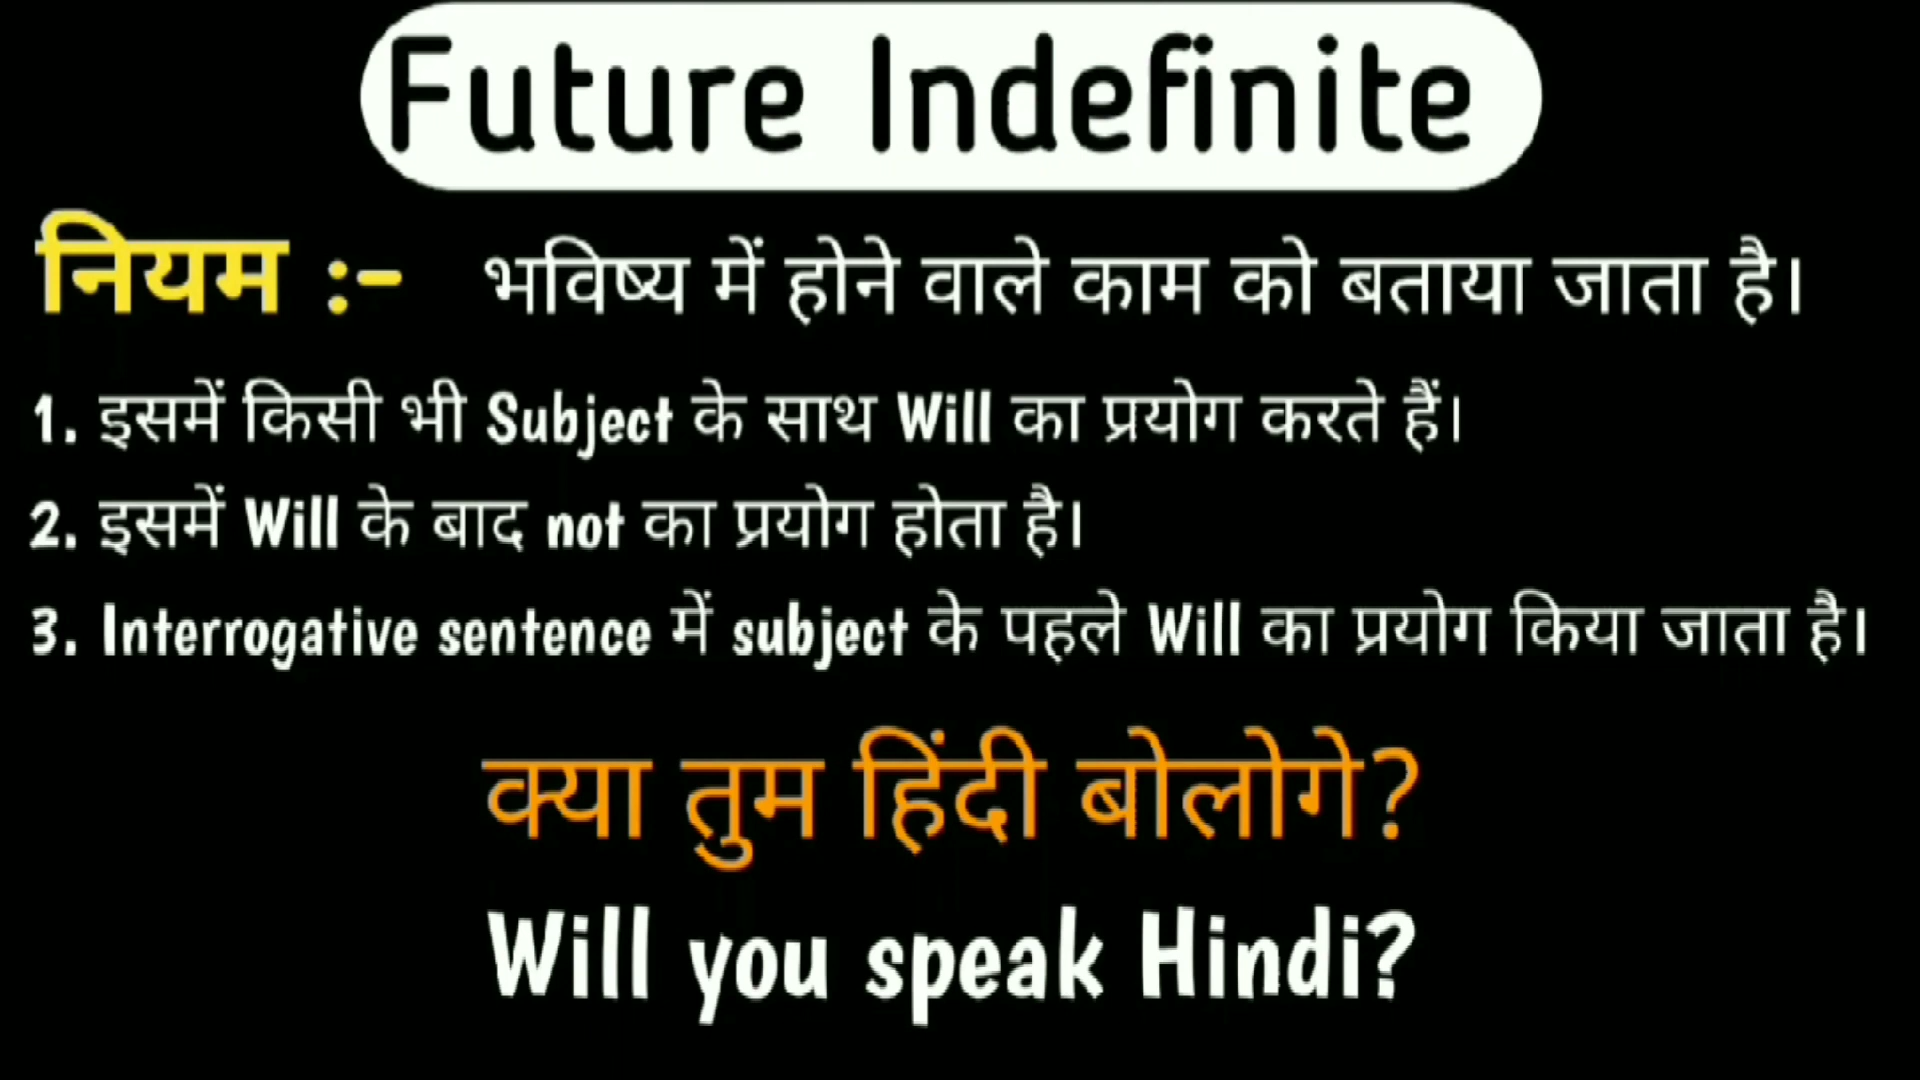 Future Indefinite
नियम :- भविष्य में होने वाले काम को बताया जाता है।
1. इसमें किसी भी Subject के साथ Will का प्रयोग करते हैं।
2. इसमें Will के बाद not का प्रयोग होता है।
3. Interrogative sentence में subject के पहले Will का प्रयोग किया जाता है।
क्या तुम हिंदी बोलोगे?
Will you speak Hindi?